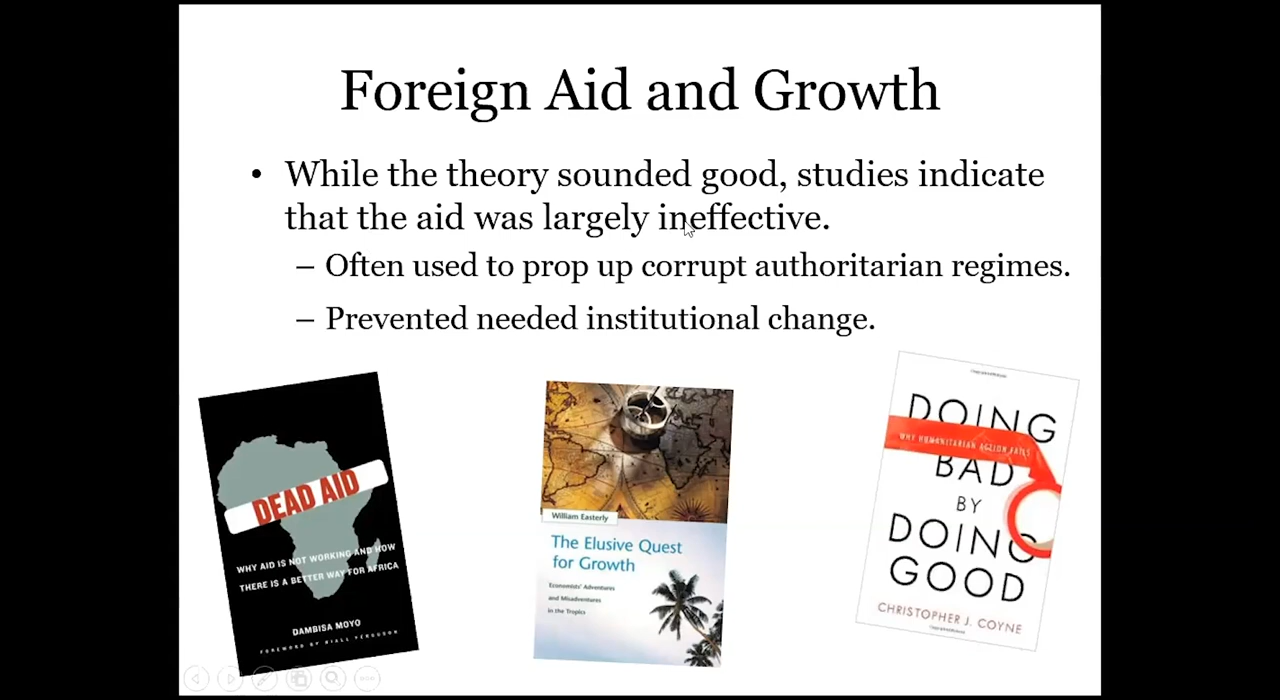 Foreign Aid and Growth
• While the theory sounded good, studies indicate
that the aid was largely ineffective.
– Often used to prop up corrupt authoritarian regimes.
– Prevented needed institutional change.
DEAD AID
WHY AID IS NOT WORKING AND HOW
THERE IS A BETTER WAY FOR AFRICA
DAMBISA MOYO
FOREWORD BY NIALL FERGUSON
William Easterly
The Elusive Quest
for Growth
Economists' Adventures
and Misadventures
in the Tropics
DOING
WHY HUMANITARIAN ACTION FAILS
BAD
BY
DOING
GOOD
CHRISTOPHER J. COYNE